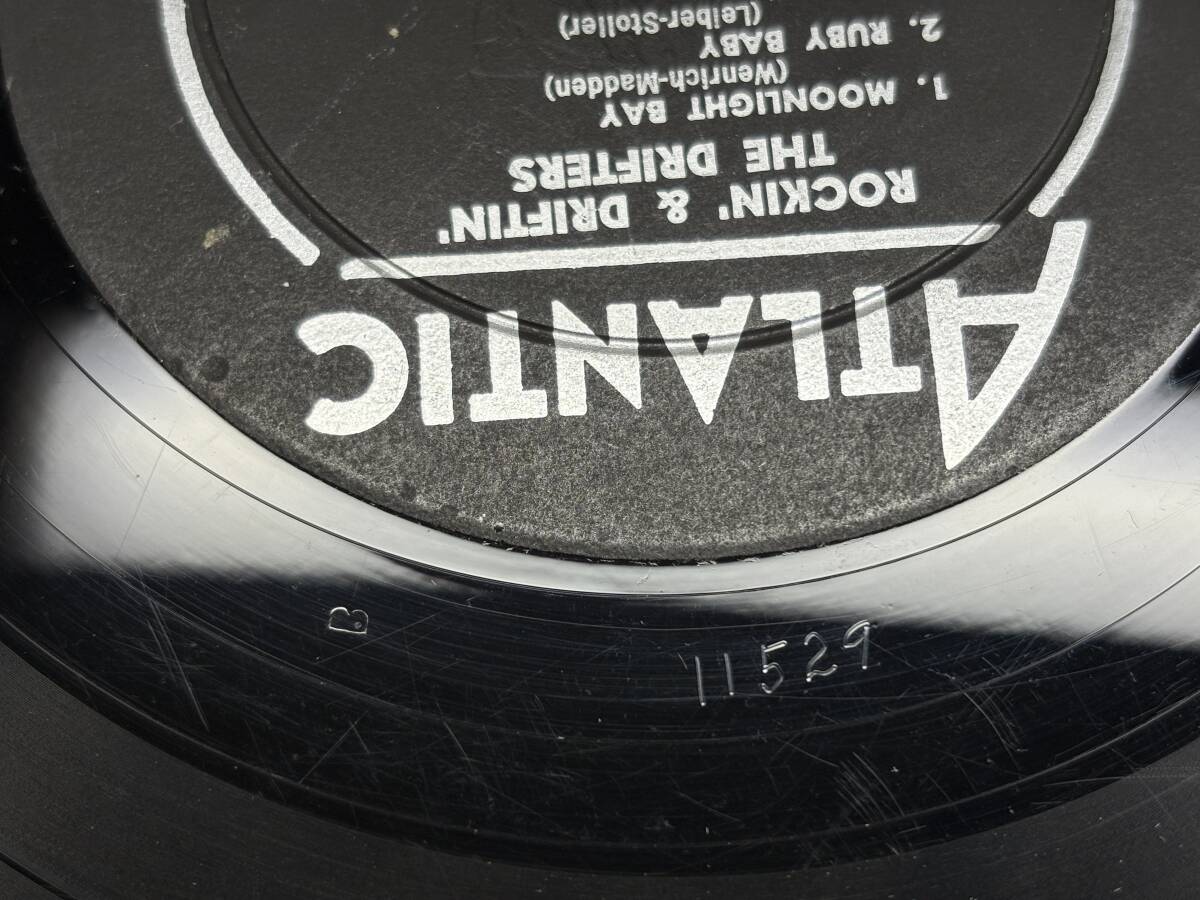 ATLANTIC
ROCKIN' & DRIFTIN'
THE DRIFTERS
1. MOONLIGHT BAY
(Wenrich-Madden)
2. RUBY BABY
(Leiber-Stoller)
B
11529